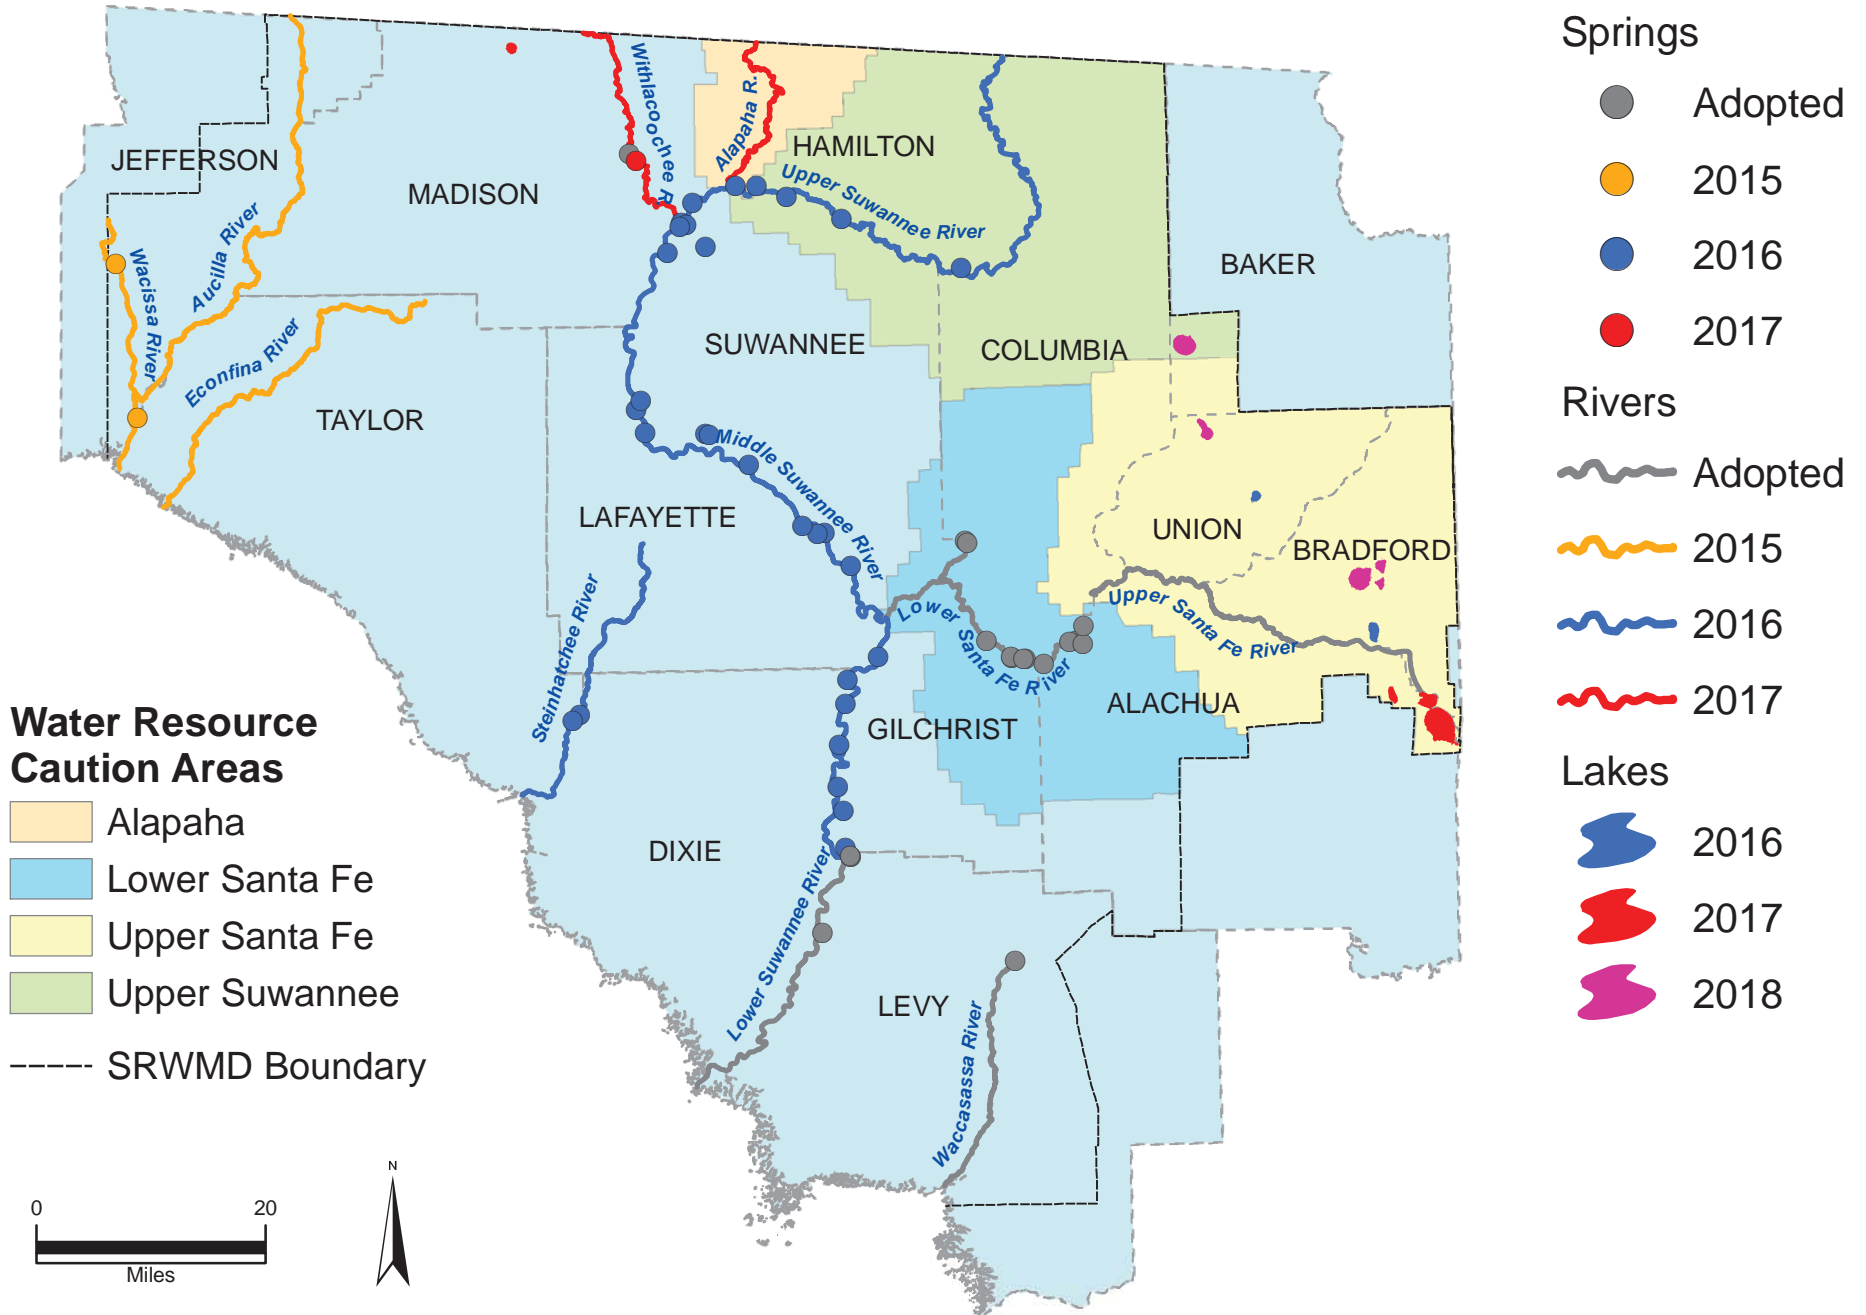 Springs
Adopted
2015
2016
2017
Rivers
Adopted
2015
2016
2017
Lakes
2016
2017
2018
JEFFERSON
MADISON
HAMILTON
BAKER
SUWANNEE
COLUMBIA
TAYLOR
LAFAYETTE
UNION
BRADFORD
ALACHUA
GILCHRIST
DIXIE
LEVY
Withlacoochee R.
Alapaha R.
Upper Suwannee River
Aucilla River
Wacissa River
Econfina River
Middle Suwannee River
Steinhatchee River
Lower Santa Fe River
Upper Santa Fe River
Lower Suwannee River
Waccasassa River
Water Resource
Caution Areas
Alapaha
Lower Santa Fe
Upper Santa Fe
Upper Suwannee
SRWMD Boundary
0 20
Miles
N